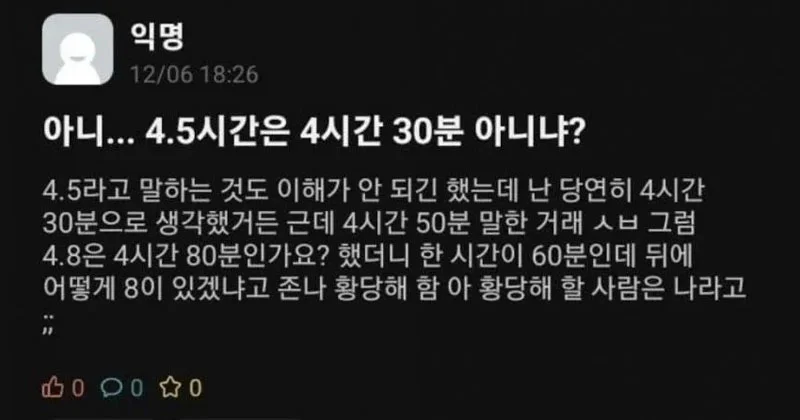 익명
12/06 18:26
아니... 4.5시간은 4시간 30분 아니냐?
4.5라고 말하는 것도 이해가 안 되긴 했는데 난 당연히 4시간
30분으로 생각했거든 근데 4시간 50분 말한 거래 ㅅㅂ 그럼
4.8은 4시간 80분인가요? 했더니 한 시간이 60분인데 뒤에
어떻게 8이 있겠냐고 존나 황당해 함 아 황당해 할 사람은 나라고
;;
0 0 0